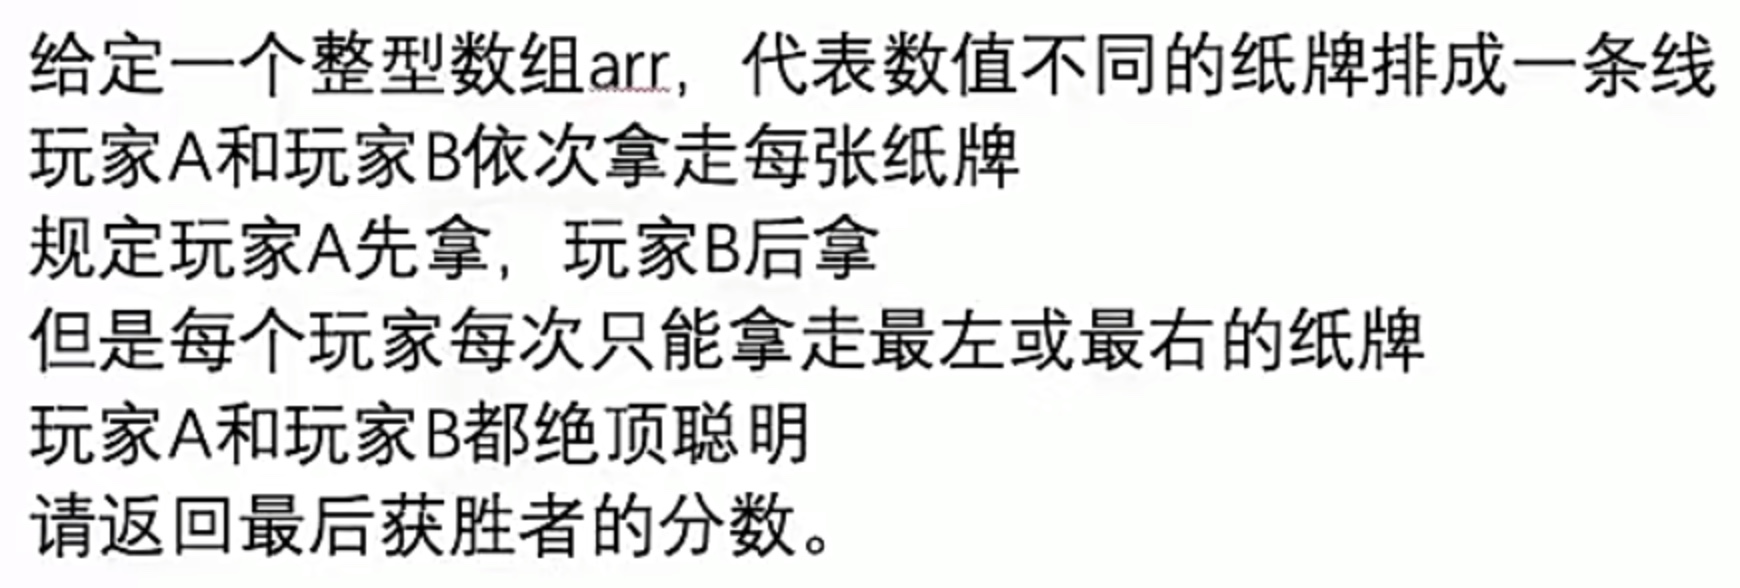 给定一个整型数组arr，代表数值不同的纸牌排成一条线
玩家A和玩家B依次拿走每张纸牌
规定玩家A先拿，玩家B后拿
但是每个玩家每次只能拿走最左或最右的纸牌
玩家A和玩家B都绝顶聪明
请返回最后获胜者的分数。